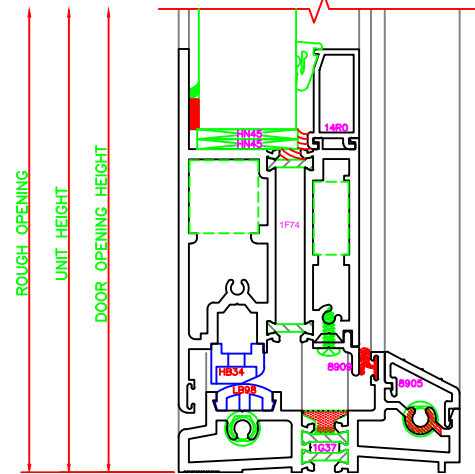 ROUGH OPENING
UNIT HEIGHT
DOOR OPENING HEIGHT
14R0
HN45
HN45
1F74
HB34
8909
LB98
8905
1G37